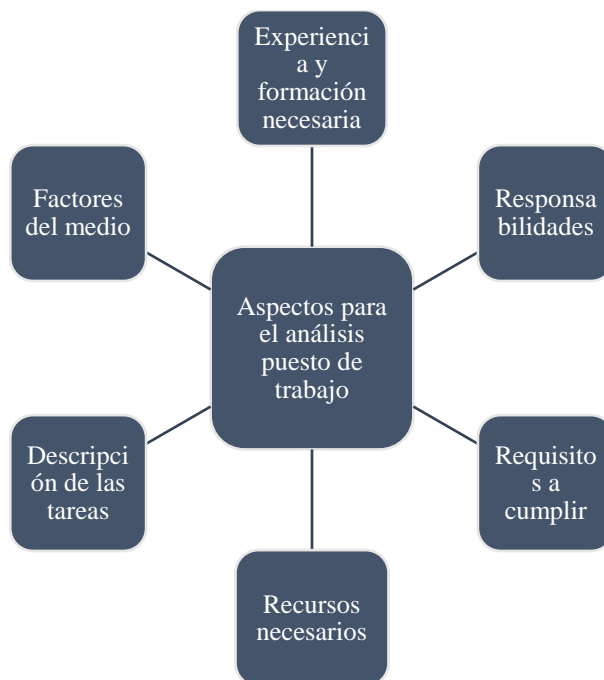 Experienci
a y
formación
necesaria
Factores
del medio
Responsa
bilidades
Aspectos para
el análisis
puesto de
trabajo
Descripci
ón de las
tareas
Requisito
s a
cumplir
Recursos
necesarios